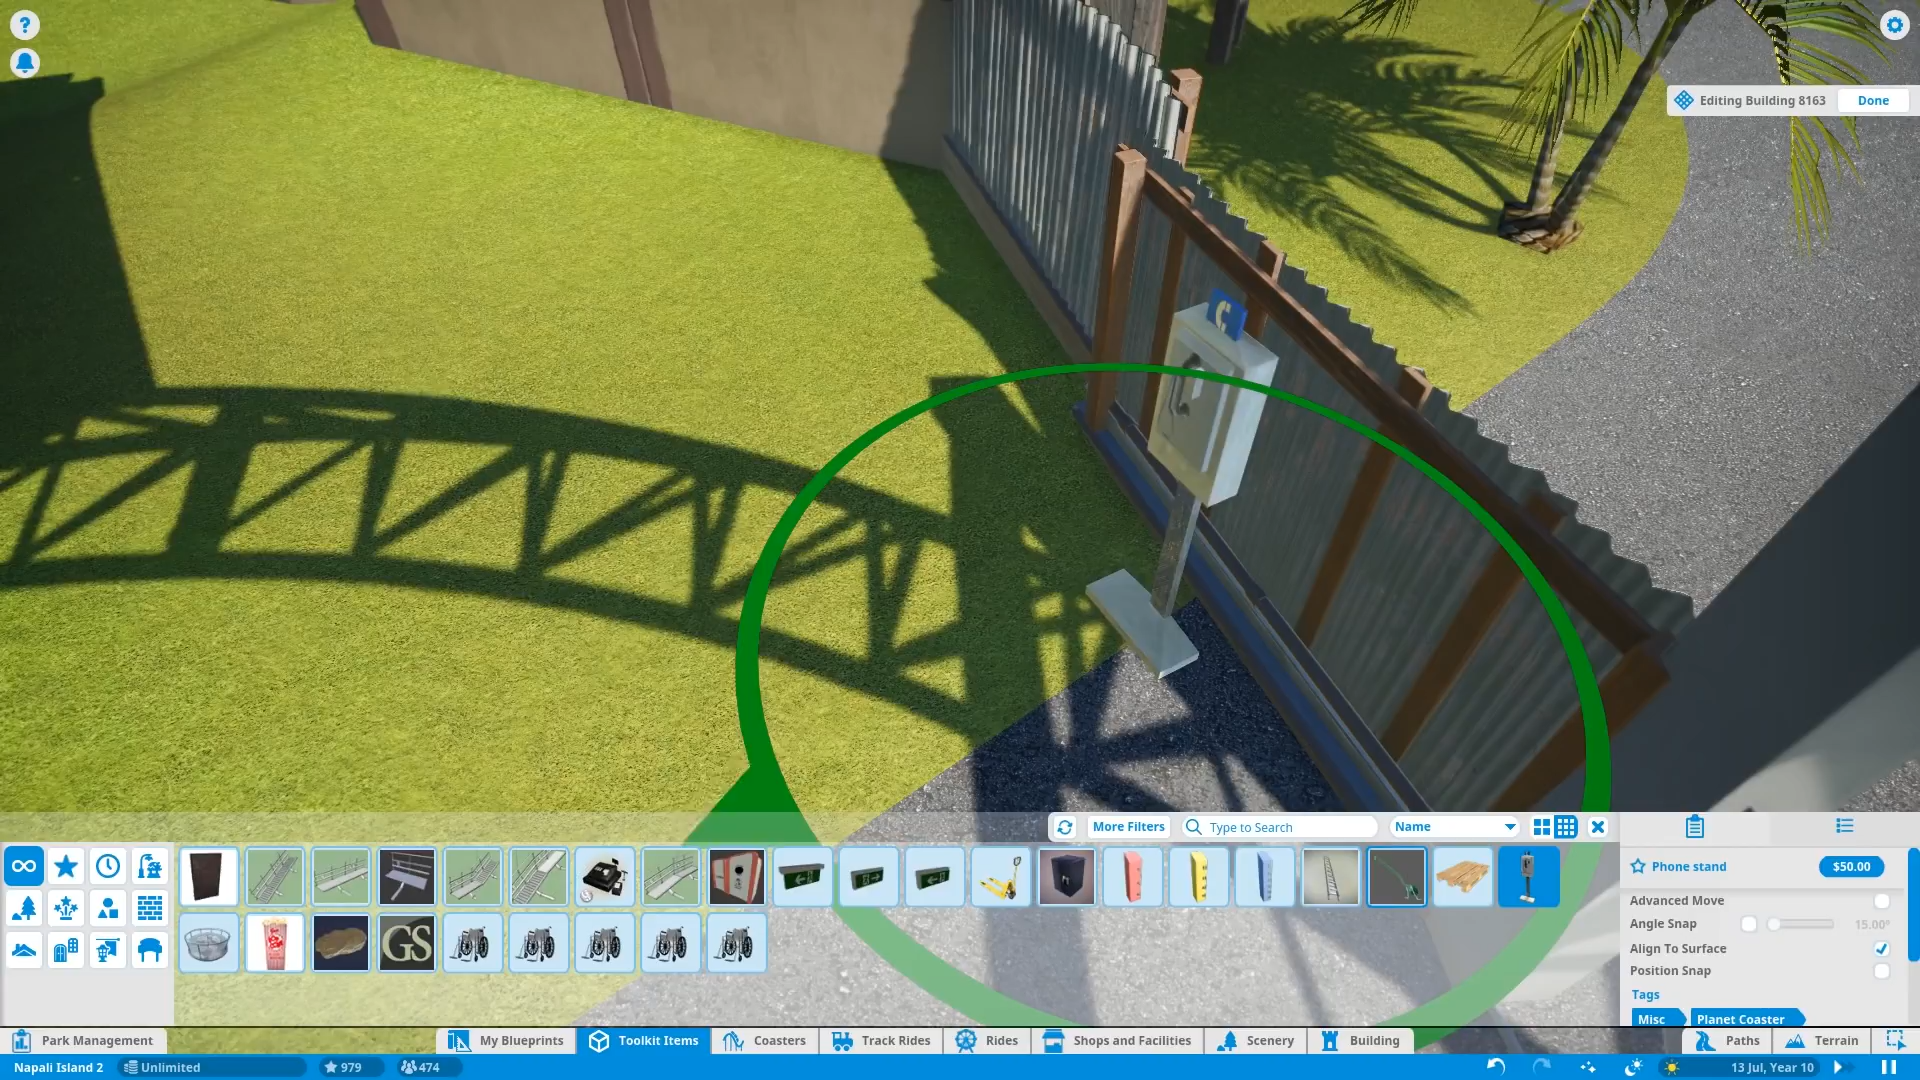 Editing Building 8163
Done
More Filters
Type to Search
Name
Phone stand
$50.00
Advanced Move
Angle Snap
15.00°
Align To Surface
Position Snap
Tags
Misc
Planet Coaster
GS
Park Management
My Blueprints
Toolkit Items
Coasters
Track Rides
Rides
Shops and Facilities
Scenery
Building
Paths
Terrain
Napali Island 2
Unlimited
979
474
13 Jul, Year 10